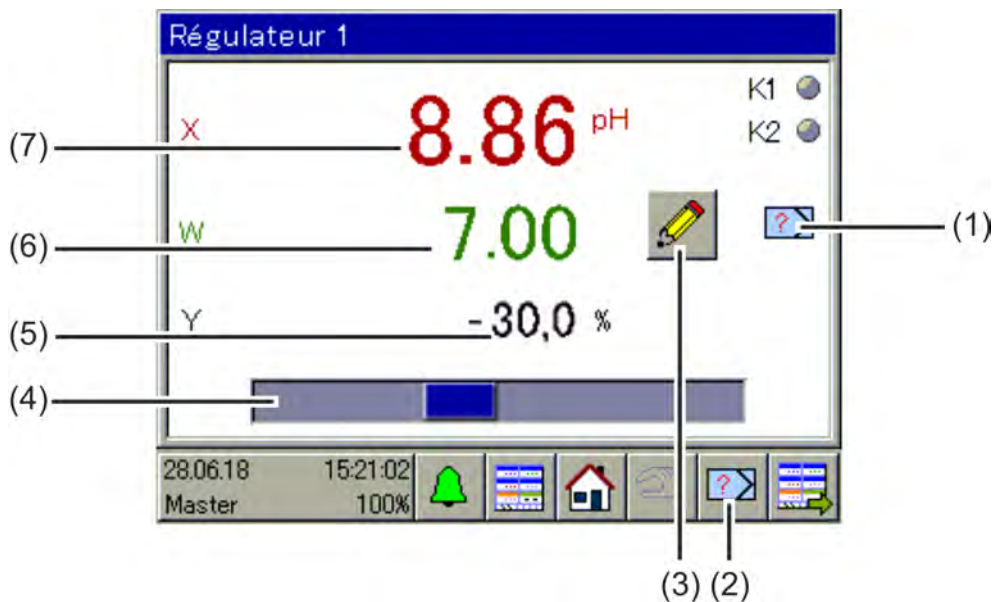 Régulateur 1
K1
X 8.86 pH
K2
(7)
W 7.00 ? (1)
(6)
Y -30,0 %
(5)
(4)
28.06.18 15:21:02
Master 100% ?
(3) (2)